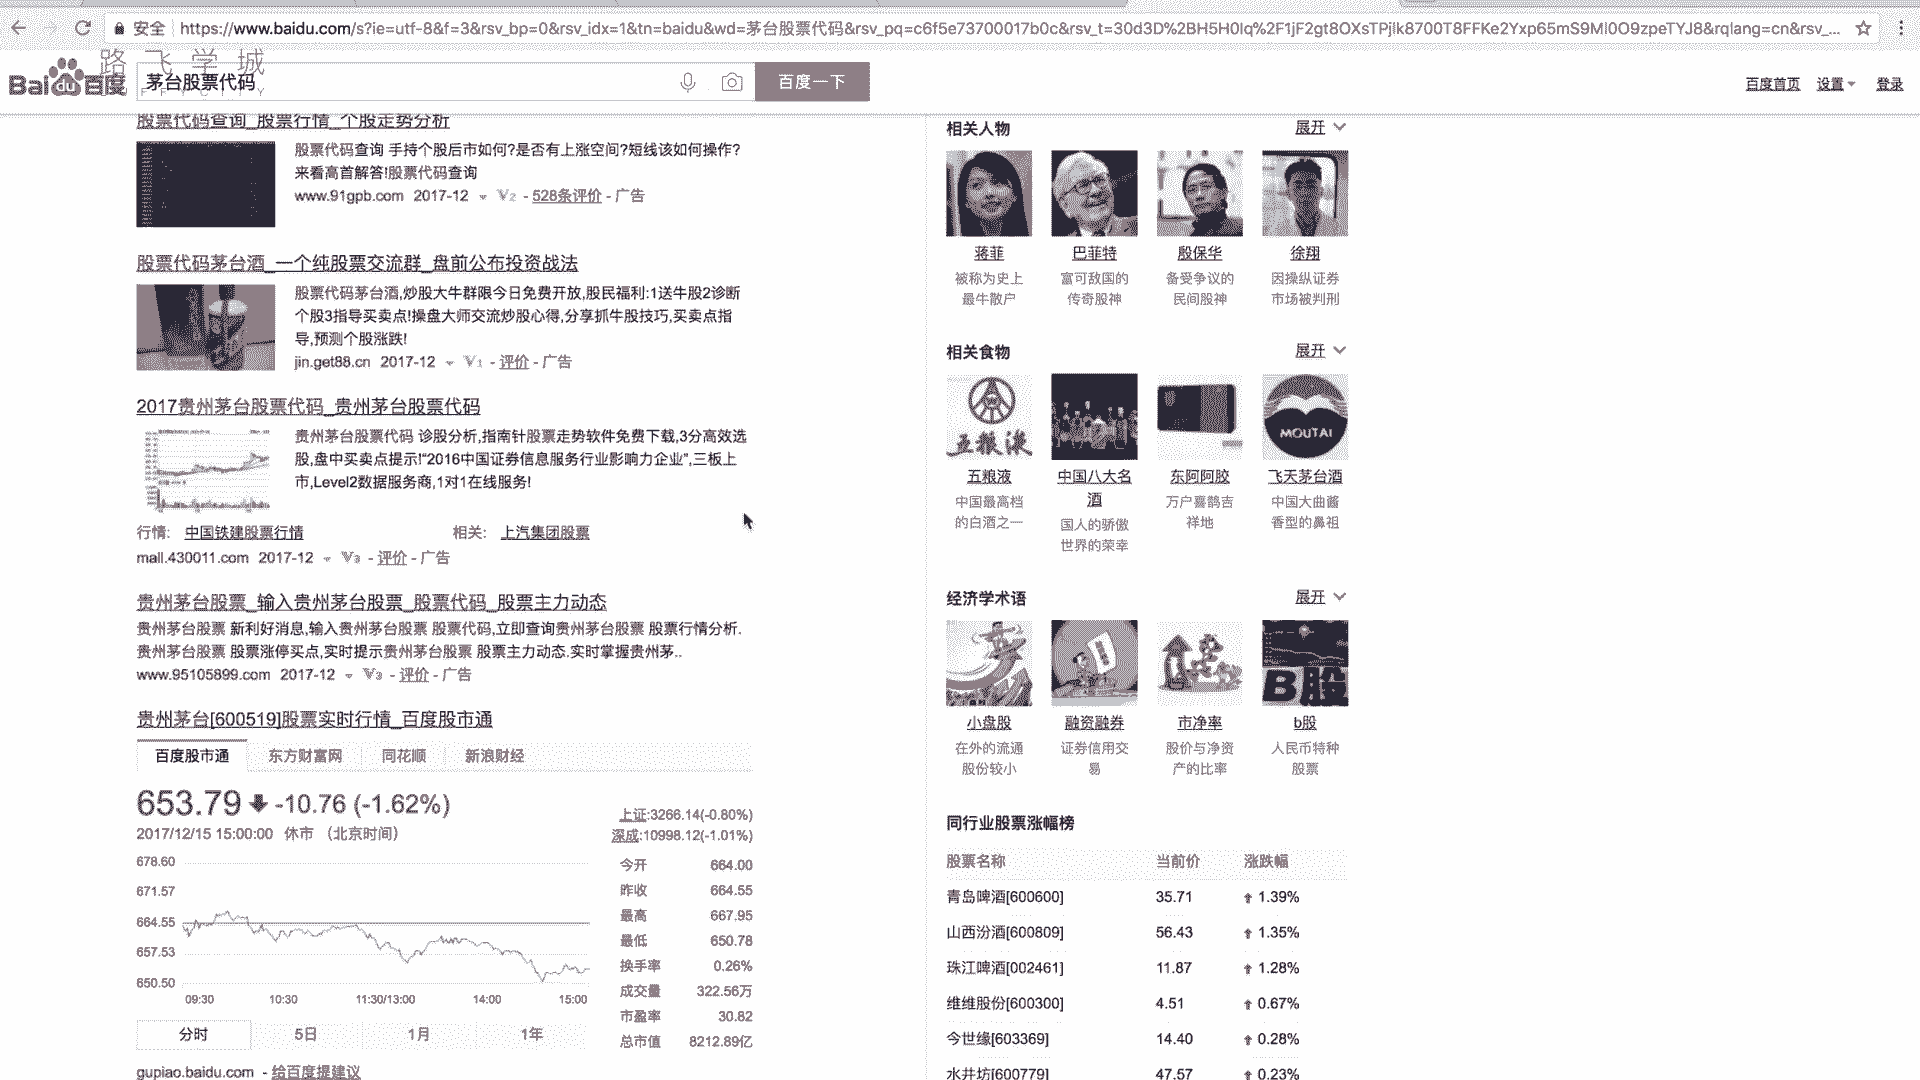 安全
https://www.baidu.com/s?ie=utf-8&f=3&rsv_bp=0&rsv_idx=1&tn=baidu&wd=茅台股票代码&rsv_pq=c6f5e73700017b0c&rsv_t=30d3D%2BH5H0Iq%2F1jF2gt8OXsTPjlk8700T8FFKe2Yxp65mS9Ml0O9zpeTYJ8&rqlang=cn&rsv_...
路飞学城
Bai du 百度
茅台股票代码
百度一下
百度首页 设置 登录
股票代码查询_股票行情_个股走势分析
股票代码查询 手持个股后市如何?是否有上涨空间?短线该如何操作?
来看高首解答!股票代码查询
www.91gpb.com 2017-12 V2 - 528条评价 - 广告
股票代码茅台酒_一个纯股票交流群_盘前公布投资战法
股票代码茅台酒,炒股大牛群限今日免费开放,股民福利:1送牛股2诊断
个股3指导买卖点!操盘大师交流炒股心得,分享抓牛股技巧,买卖点指
导,预测个股涨跌!
jin.get88.cn 2017-12 V1 - 评价 - 广告
2017贵州茅台股票代码_贵州茅台股票代码
贵州茅台股票代码 诊股分析,指南针股票走势软件免费下载,3分高效选
股,盘中买卖点提示!“2016中国证券信息服务行业影响力企业”,三板上
市,Level2数据服务商,1对1在线服务!
行情: 中国铁建股票行情 相关: 上汽集团股票
mall.430011.com 2017-12 V3 - 评价 - 广告
贵州茅台股票_输入贵州茅台股票_股票代码_股票主力动态
贵州茅台股票 新利好消息,输入贵州茅台股票 股票代码,立即查询贵州茅台股票 股票行情分析.
贵州茅台股票 股票涨停买点,实时提示贵州茅台股票 股票主力动态.实时掌握贵州茅..
www.95105899.com 2017-12 V3 - 评价 - 广告
贵州茅台[600519]股票实时行情_百度股市通
百度股市通 东方财富网 同花顺 新浪财经
653.79 -10.76 (-1.62%)
2017/12/15 15:00:00 休市 （北京时间）
上证:3266.14(-0.80%)
深成:10998.12(-1.01%)
678.60
671.57
664.55
657.53
650.50
09:30 10:30 11:30/13:00 14:00 15:00
今开 664.00
昨收 664.55
最高 667.95
最低 650.78
换手率 0.26%
成交量 322.56万
市盈率 30.82
总市值 8212.89亿
分时 5日 1月 1年
gupiao.baidu.com - 给百度提建议
相关人物 展开
蒋菲 巴菲特 殷保华 徐翔
被称为史上 富可敌国的 备受争议的 因操纵证券
最牛散户 传奇股神 民间股神 市场被判刑
相关食物 展开
五粮液
MOUTAI
五粮液 中国八大名酒 东阿阿胶 飞天茅台酒
中国最高档的白酒之一 国人的骄傲世界的荣幸 万户喜鹊吉祥地 中国大曲酱香型的鼻祖
经济学术语 展开
B股
小盘股 融资融券 市净率 b股
在外的流通 证券信用交 股价与净资 人民币特种
股份较小 易 产的比率 股票
同行业股票涨幅榜
股票名称 当前价 涨跌幅
青岛啤酒[600600] 35.71 1.39%
山西汾酒[600809] 56.43 1.35%
珠江啤酒[002461] 11.87 1.28%
维维股份[600300] 4.51 0.67%
今世缘[603369] 14.40 0.28%
水井坊[600779] 47.57 0.23%